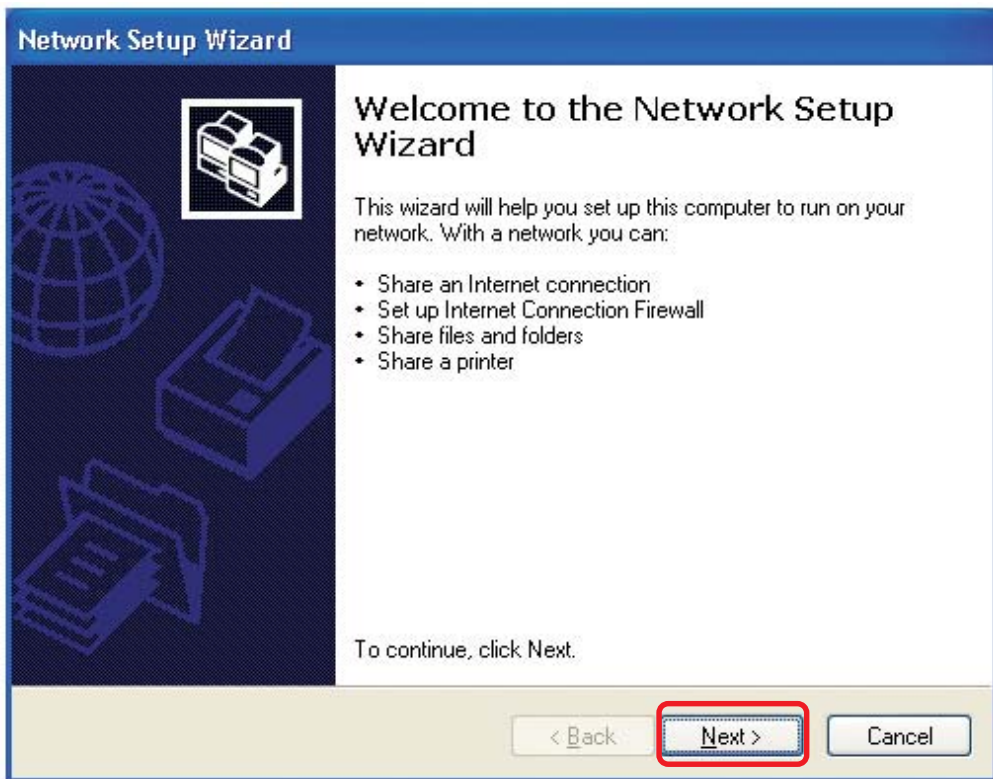 Network Setup Wizard
Welcome to the Network Setup
Wizard
This wizard will help you set up this computer to run on your
network. With a network you can:
• Share an Internet connection
• Set up Internet Connection Firewall
• Share files and folders
• Share a printer
To continue, click Next.
< Back Next > Cancel